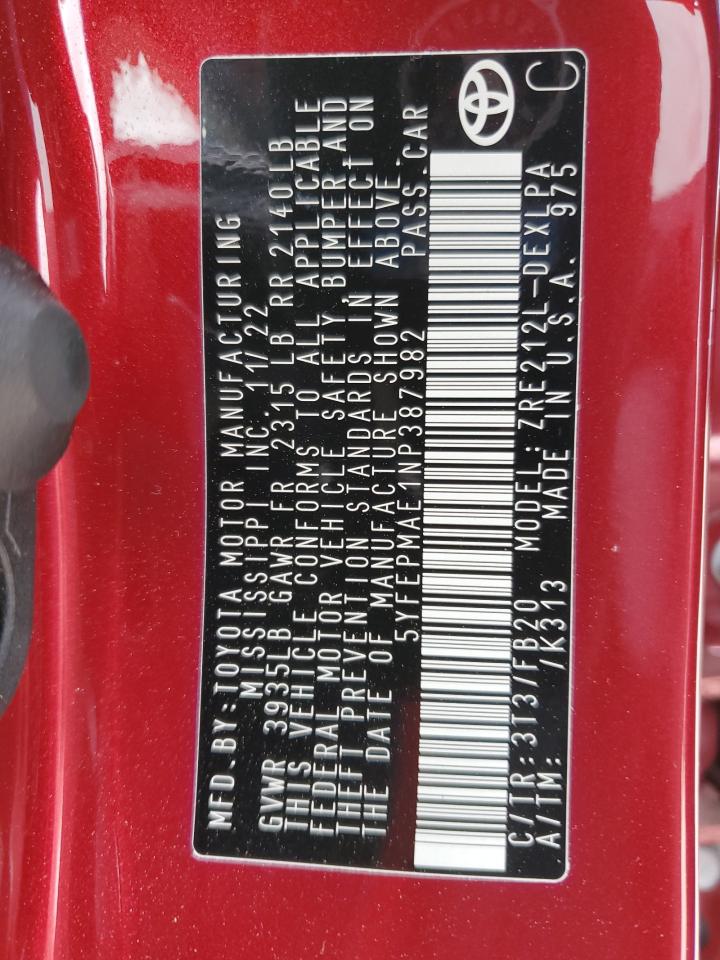 MFD.BY:TOYOTA MOTOR MANUFACTURING
MISSISSIPPI INC. 11/22
GVWR 3935LB GAWR FR 2315 LB RR 2140LB
THIS VEHICLE CONFORMS TO ALL APPLICABLE
FEDERAL MOTOR VEHICLE SAFETY BUMPER AND
THEFT PREVENTION STANDARDS IN EFFECT ON
THE DATE OF MANUFACTURE SHOWN ABOVE.
5YFEPMAE1NP387982 PASS.CAR
C/TR:3T3/FB20 MODEL:ZRE212L-DEXLPA
A/TM: /K313 MADE IN U.S.A. 975
C